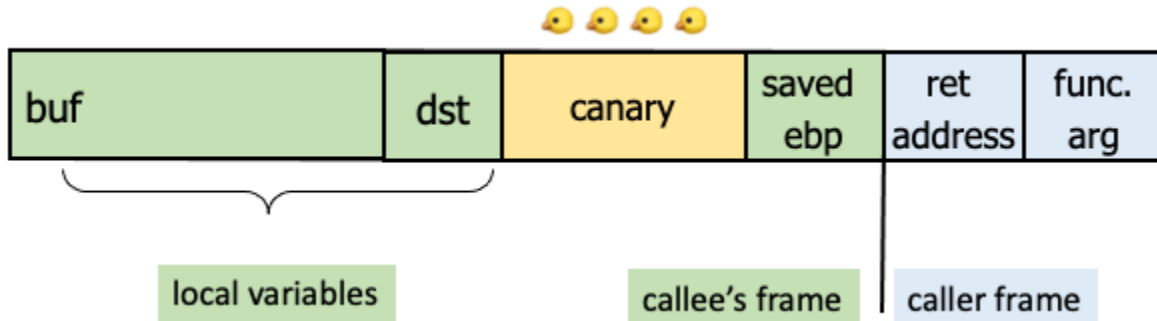 buf
dst
canary
saved
ebp
ret
address
func.
arg
local variables
callee’s frame
caller frame